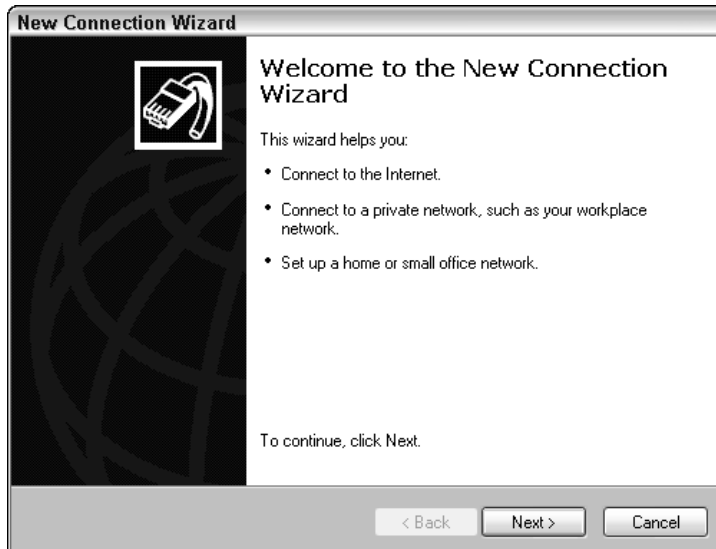 New Connection Wizard
Welcome to the New Connection
Wizard
This wizard helps you:
• Connect to the Internet.
• Connect to a private network, such as your workplace
network.
• Set up a home or small office network.
To continue, click Next.
< Back
Next >
Cancel